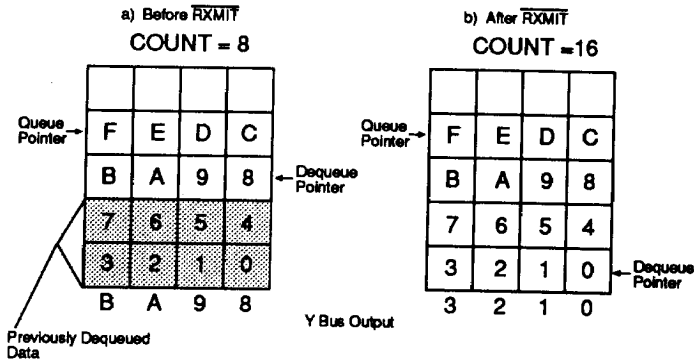 a) Before RXMIT
COUNT = 8
Queue
Pointer
F E D C
B A 9 8
Dequeue
Pointer
7 6 5 4
3 2 1 0
B A 9 8
Previously Dequeued
Data
Y Bus Output
b) After RXMIT
COUNT =16
Queue
Pointer
F E D C
B A 9 8
7 6 5 4
3 2 1 0
Dequeue
Pointer
3 2 1 0